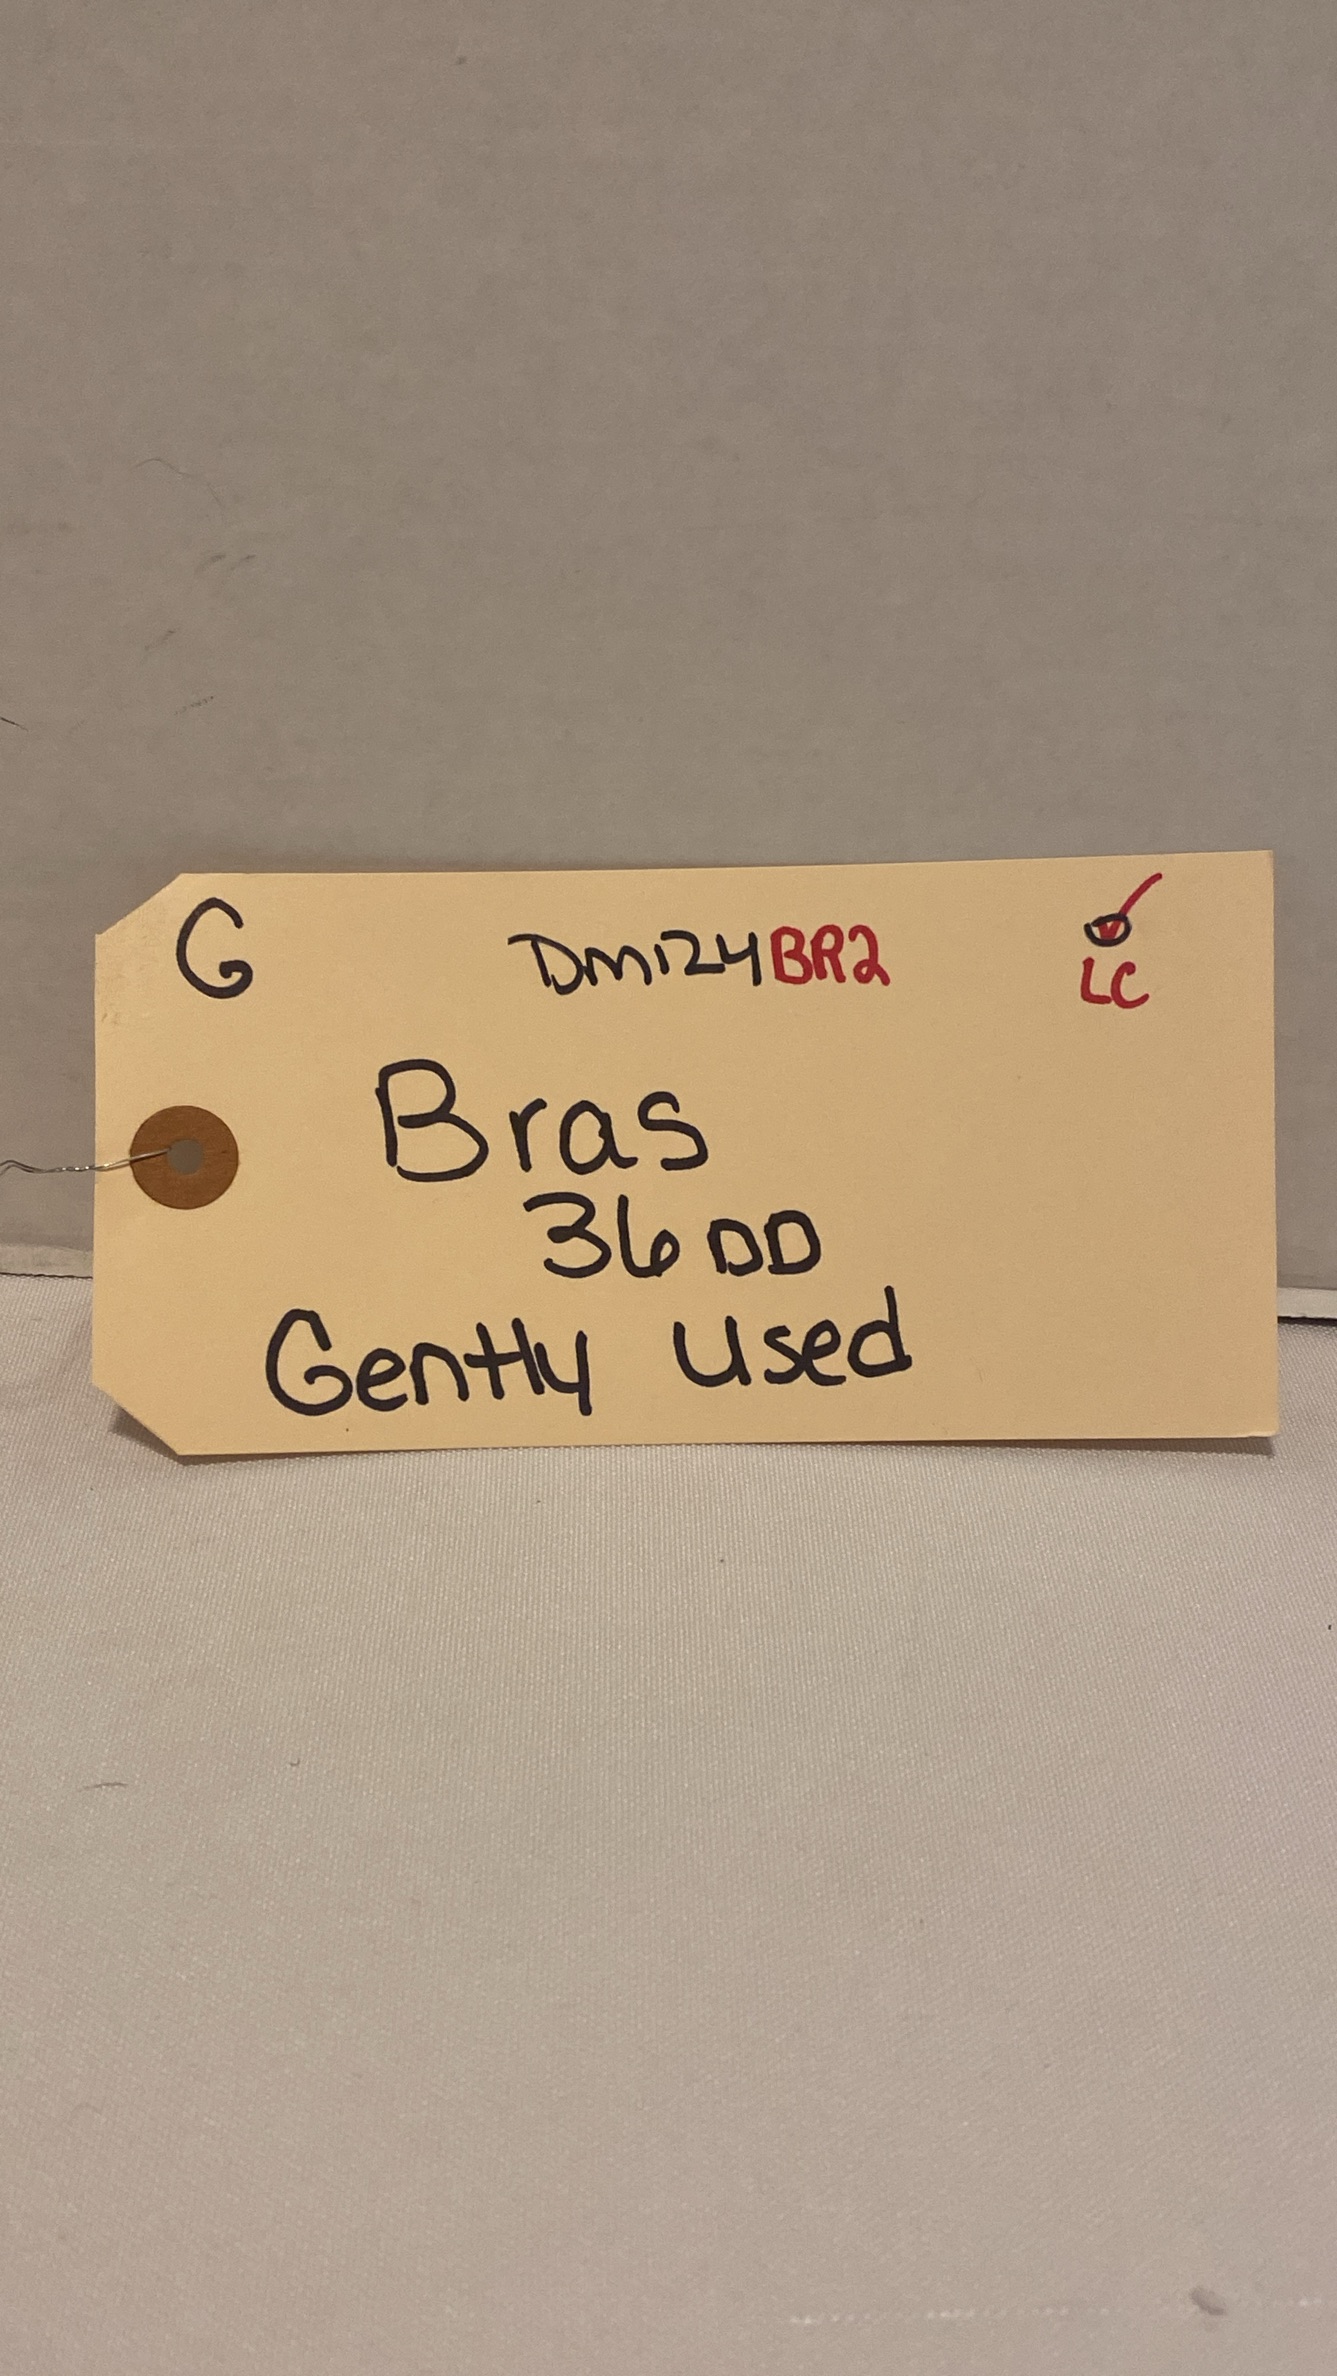 G DM124BR2 ✓
LC
Bras
36DD
Gently Used